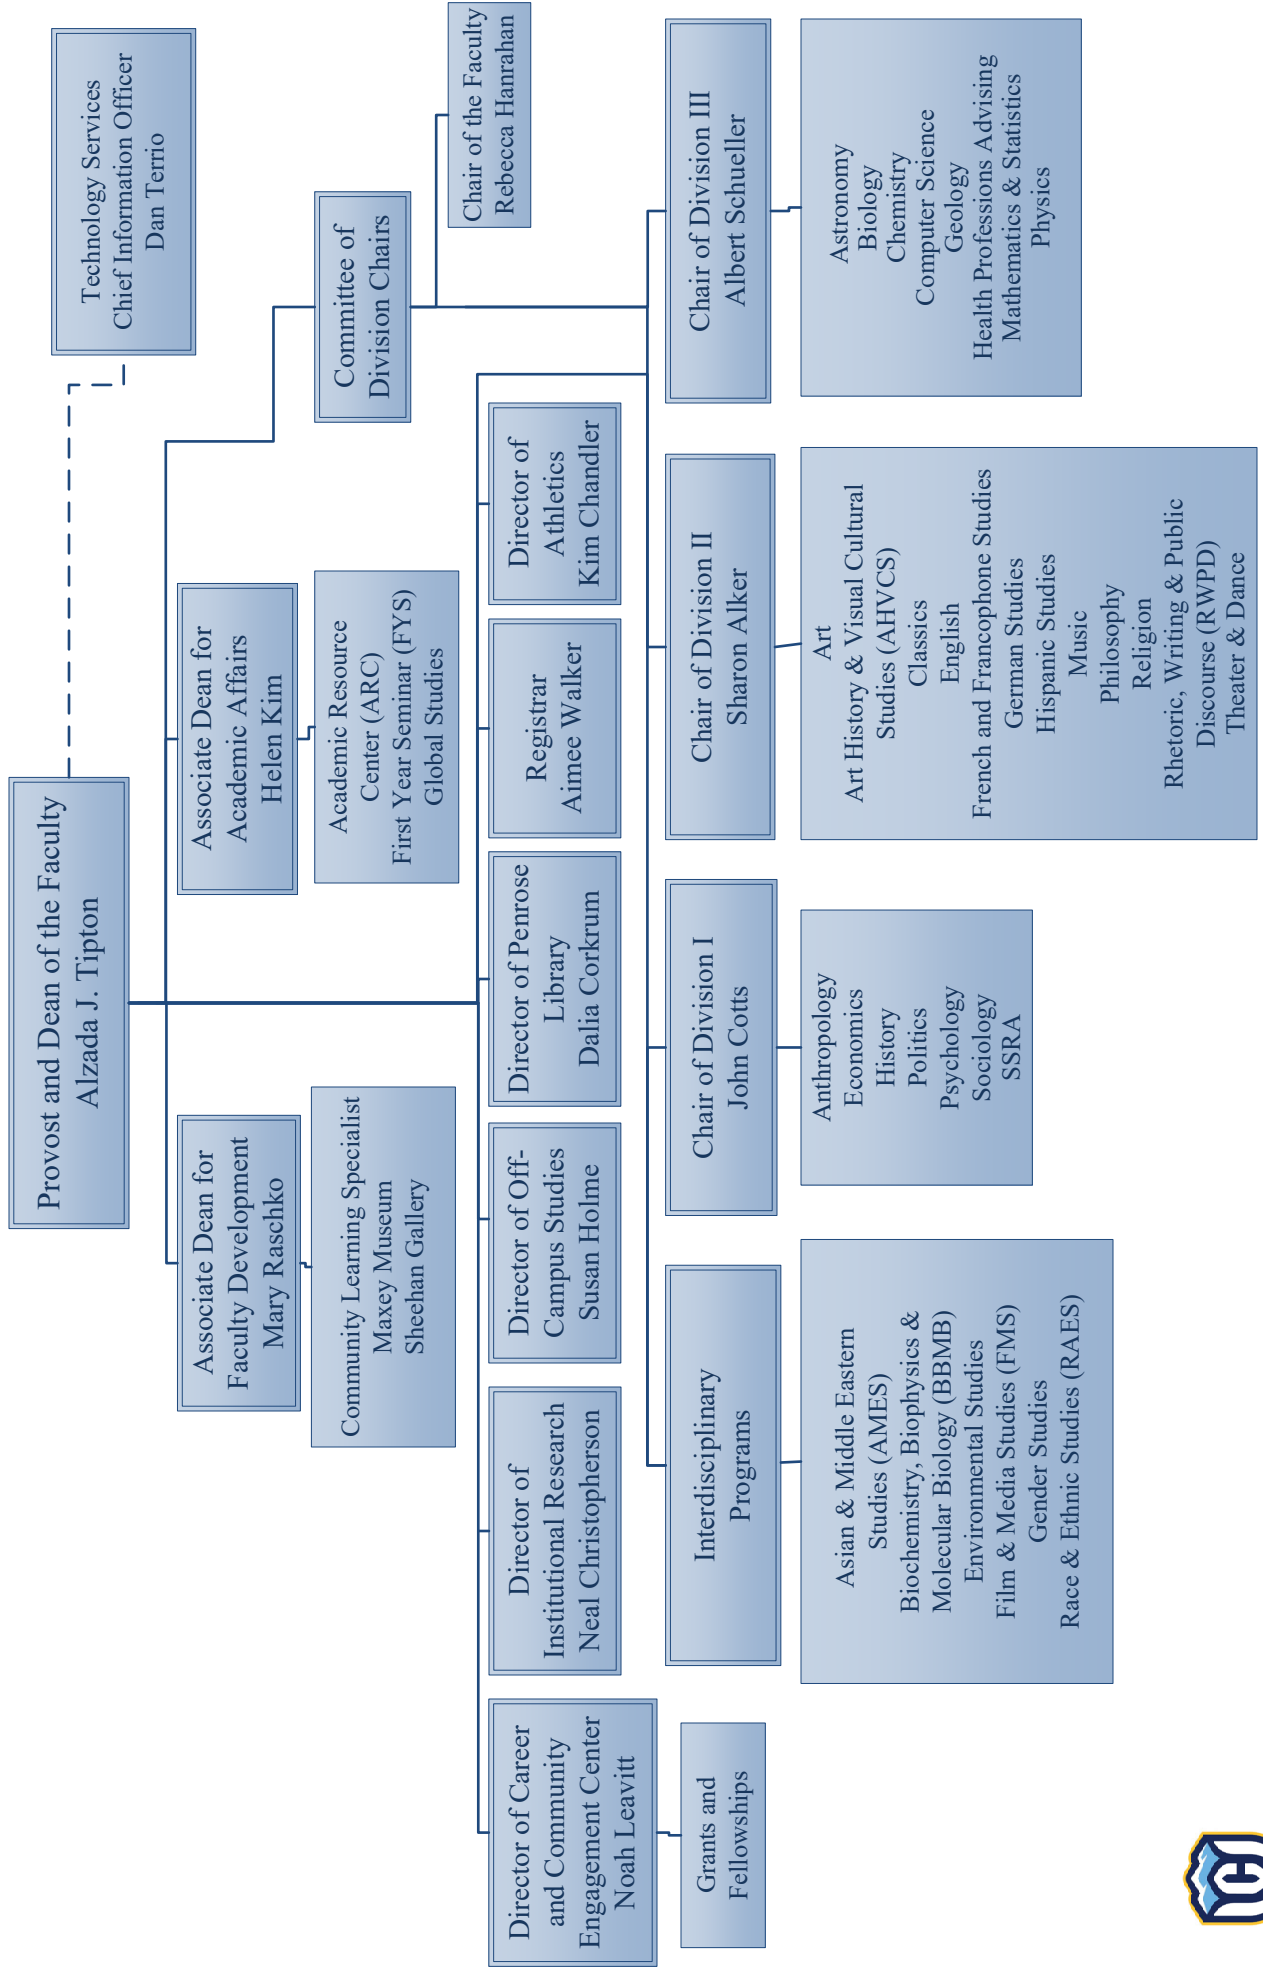 Provost and Dean of the Faculty
Alzada J. Tipton
Technology Services
Chief Information Officer
Dan Terrio
Associate Dean for
Faculty Development
Mary Raschko
Associate Dean for
Academic Affairs
Helen Kim
Community Learning Specialist
Maxey Museum
Sheehan Gallery
Academic Resource
Center (ARC)
First Year Seminar (FYS)
Global Studies
Committee of
Division Chairs
Chair of the Faculty
Rebecca Hanrahan
Director of Career
and Community
Engagement Center
Noah Leavitt
Director of
Institutional Research
Neal Christopherson
Director of Off-
Campus Studies
Susan Holme
Director of Penrose
Library
Dalia Corkrum
Registrar
Aimee Walker
Director of
Athletics
Kim Chandler
Grants and
Fellowships
Interdisciplinary
Programs
Chair of Division I
John Cotts
Chair of Division II
Sharon Alker
Chair of Division III
Albert Schueller
Asian & Middle Eastern
Studies (AMES)
Biochemistry, Biophysics &
Molecular Biology (BBMB)
Environmental Studies
Film & Media Studies (FMS)
Gender Studies
Race & Ethnic Studies (RAES)
Anthropology
Economics
History
Politics
Psychology
Sociology
SSRA
Art
Art History & Visual Cultural
Studies (AHVCS)
Classics
English
French and Francophone Studies
German Studies
Hispanic Studies
Music
Philosophy
Religion
Rhetoric, Writing & Public
Discourse (RWPD)
Theater & Dance
Astronomy
Biology
Chemistry
Computer Science
Geology
Health Professions Advising
Mathematics & Statistics
Physics